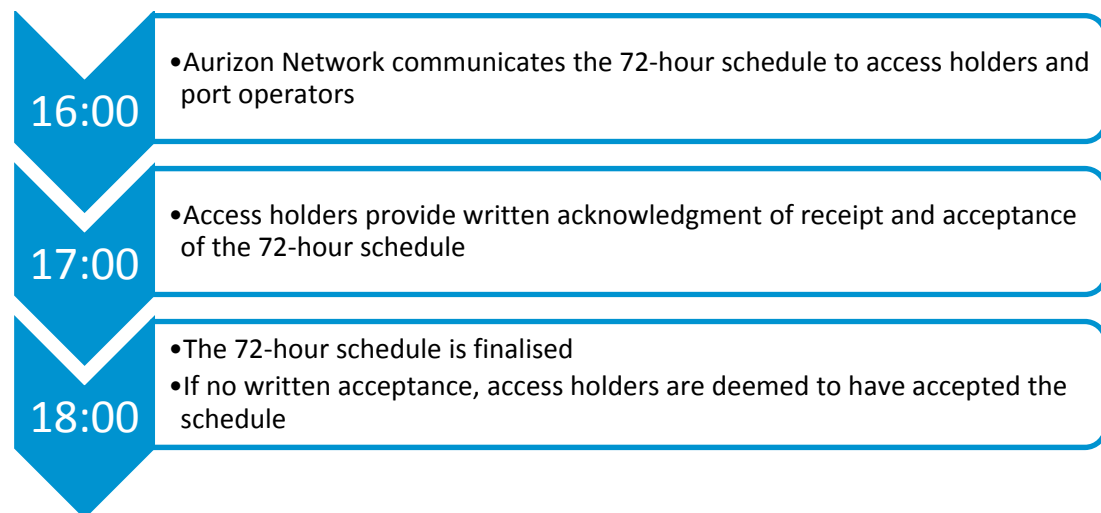 16:00
•Aurizon Network communicates the 72-hour schedule to access holders and
port operators
17:00
•Access holders provide written acknowledgment of receipt and acceptance
of the 72-hour schedule
18:00
•The 72-hour schedule is finalised
•If no written acceptance, access holders are deemed to have accepted the
schedule